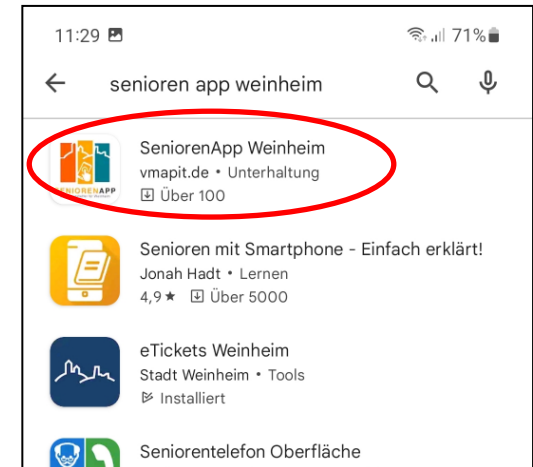 11:29 71%
senioren app weinheim
SeniorenApp Weinheim
vmapit.de • Unterhaltung
Über 100
SENIORENAPP
Senioren mit Smartphone - Einfach erklärt!
Jonah Hadt • Lernen
4,9★ Über 5000
eTickets Weinheim
Stadt Weinheim • Tools
Installiert
Seniorentelefon Oberfläche